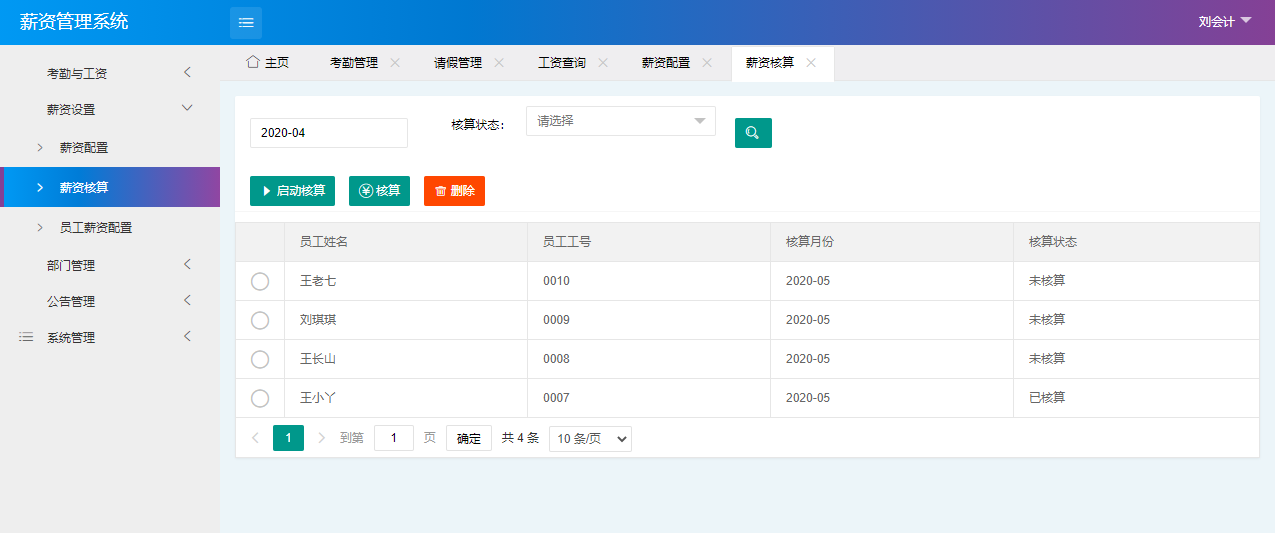 薪资管理系统
刘会计
考勤与工资
薪资设置
薪资配置
薪资核算
员工薪资配置
部门管理
公告管理
系统管理
主页 考勤管理 请假管理 工资查询 薪资配置 薪资核算
2020-04 核算状态： 请选择
启动核算 核算 删除
员工姓名 员工工号 核算月份 核算状态
王老七 0010 2020-05 未核算
刘琪琪 0009 2020-05 未核算
王长山 0008 2020-05 未核算
王小丫 0007 2020-05 已核算
1 到第 1 页 确定 共 4 条 10 条/页